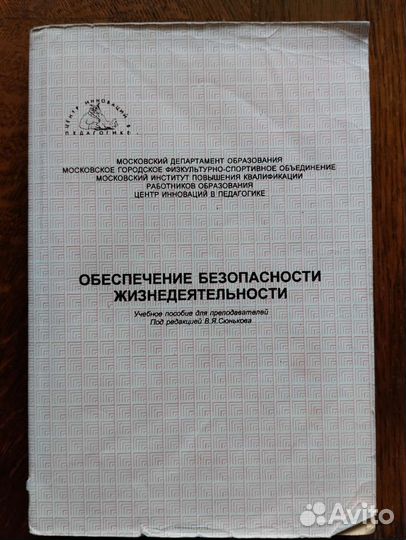 ЦЕНТР ИННОВАЦИЙ В
ПЕДАГОГИКЕ
МОСКОВСКИЙ ДЕПАРТАМЕНТ ОБРАЗОВАНИЯ
МОСКОВСКОЕ ГОРОДСКОЕ ФИЗКУЛЬТУРНО-СПОРТИВНОЕ ОБЪЕДИНЕНИЕ
МОСКОВСКИЙ ИНСТИТУТ ПОВЫШЕНИЯ КВАЛИФИКАЦИИ
РАБОТНИКОВ ОБРАЗОВАНИЯ
ЦЕНТР ИННОВАЦИЙ В ПЕДАГОГИКЕ
ОБЕСПЕЧЕНИЕ БЕЗОПАСНОСТИ
ЖИЗНЕДЕЯТЕЛЬНОСТИ
Учебное пособие для преподавателей
Под редакцией В.Я.Сюнькова
Avito